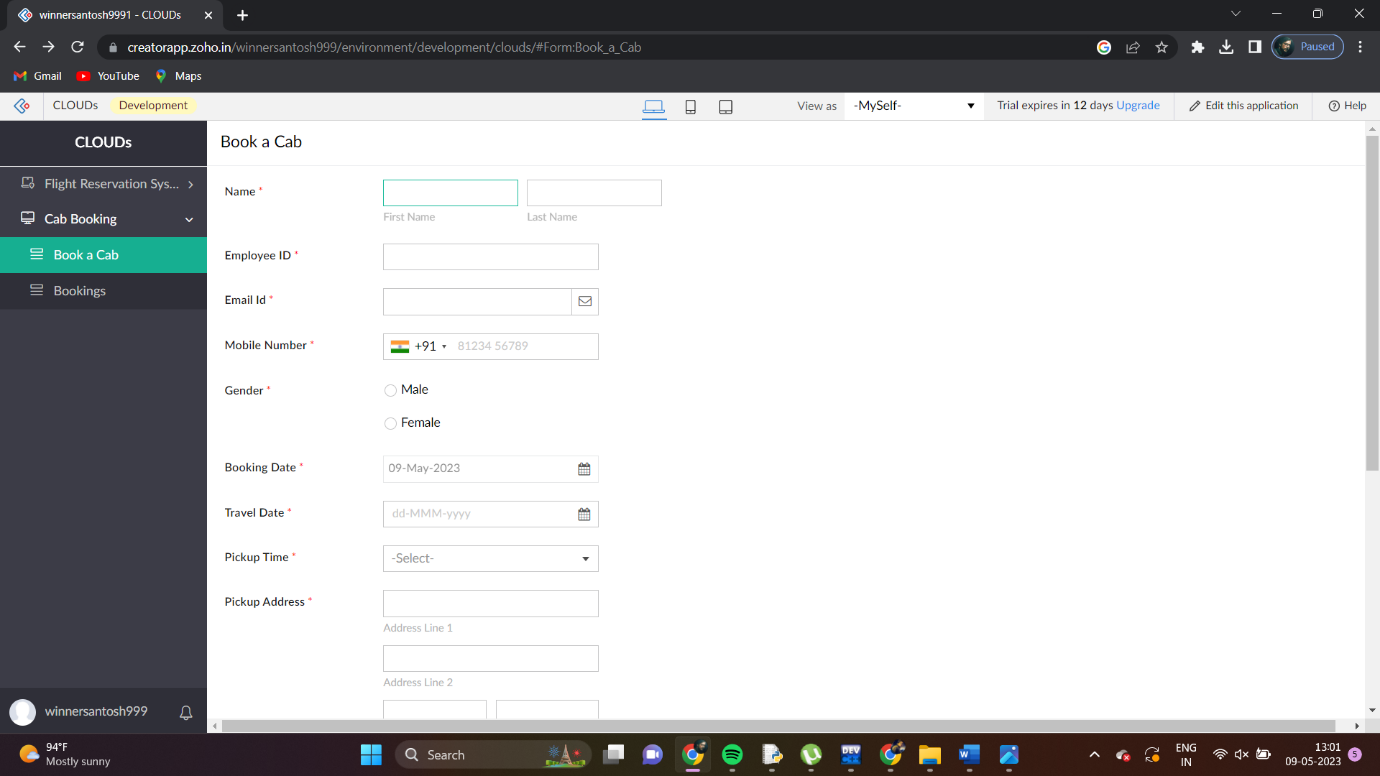 winnersantosh9991 - CLOUDs
creatorapp.zoho.in/winnersantosh999/environment/development/clouds/#Form:Book_a_Cab
Paused
Gmail YouTube Maps
CLOUDs Development View as -MySelf- Trial expires in 12 days Upgrade Edit this application Help
CLOUDs
Book a Cab
Flight Reservation Sys...
Cab Booking
Book a Cab
Bookings
Name *
First Name Last Name
Employee ID *
Email Id *
Mobile Number * +91 81234 56789
Gender * Male
Female
Booking Date * 09-May-2023
Travel Date * dd-MMM-yyyy
Pickup Time * -Select-
Pickup Address *
Address Line 1
Address Line 2
winnersantosh999
94°F
Mostly sunny
Search
DEV
W
ENG
IN
13:01
09-05-2023
5